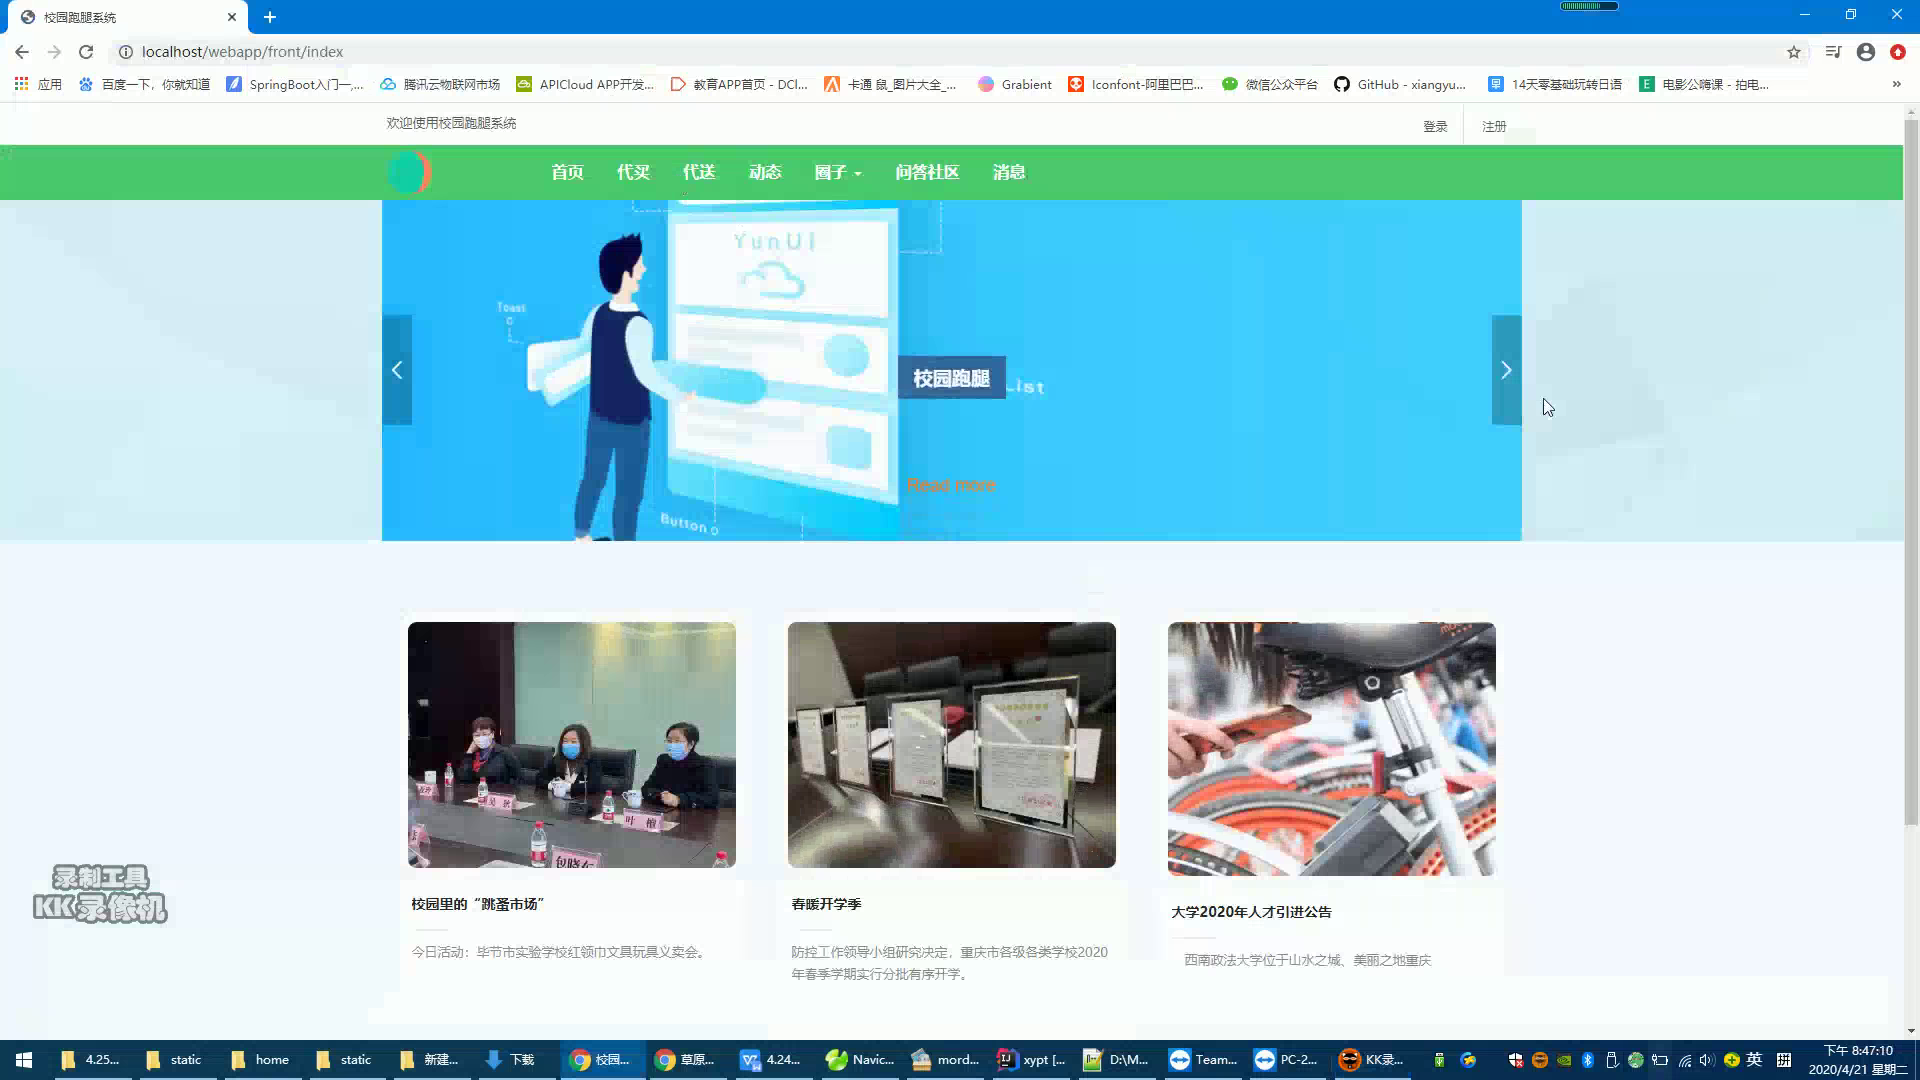 校园跑腿系统
localhost/webapp/front/index
应用
百度一下，你就知道
SpringBoot入门一,...
腾讯云物联网市场
APICloud APP开发...
教育APP首页 - DCl...
卡通 鼠_图片大全_...
Grabient
Iconfont-阿里巴巴...
微信公众平台
GitHub - xiangyu...
14天零基础玩转日语
电影公嗨课 - 拍电...
»
欢迎使用校园跑腿系统
登录
注册
首页
代买
代送
动态
圈子
问答社区
消息
YunUI
Toast
校园跑腿
List
Read more
Button
叶 檀
包晓东
校园里的“跳蚤市场”
今日活动：毕节市实验学校红领巾文具玩具义卖会。
春暖开学季
防控工作领导小组研究决定，重庆市各级各类学校2020
年春季学期实行分批有序开学。
大学2020年人才引进公告
西南政法大学位于山水之城、美丽之地重庆
录制工具
KK录像机
4.25...
static
home
static
新建...
下载
校园...
草原...
4.24...
Navic...
mord...
xypt [...
D:\M...
Team...
PC-2...
KK录...
英
拼
下午 8:47:10
2020/4/21 星期二